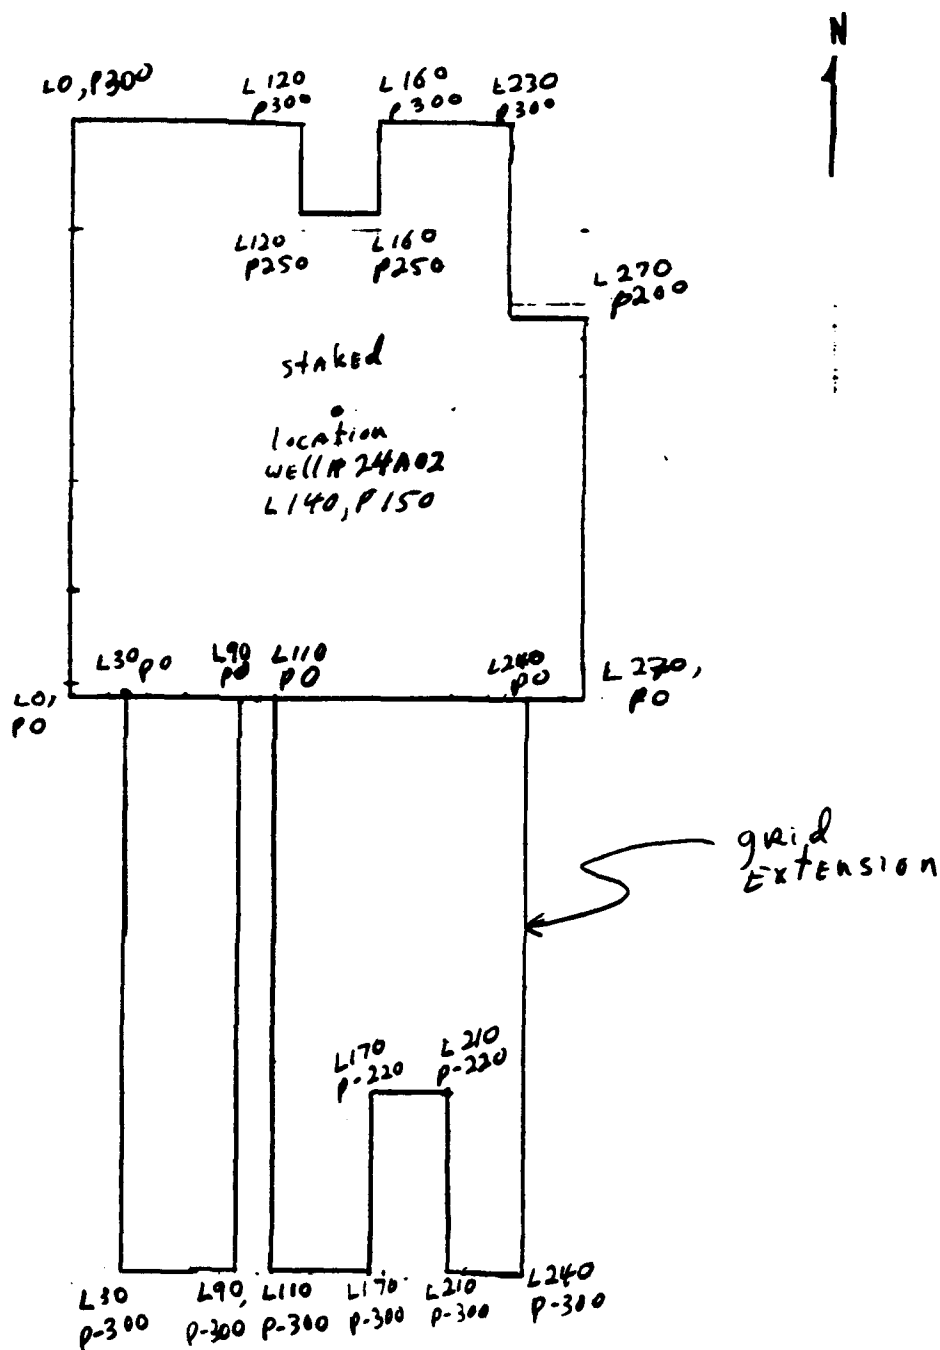 N
L0, P300
L120
P300
L160
P300
L230
P300
L120
P250
L160
P250
L270
P200
staked
location
well # 24A02
L140, P150
L30 P0
L90
P0
L110
P0
L240
P0
L270,
P0
L0,
P0
grid
Extension
L170
P-220
L210
P-220
L30
P-300
L90,
P-300
L110
P-300
L170
P-300
L210
P-300
L240
P-300